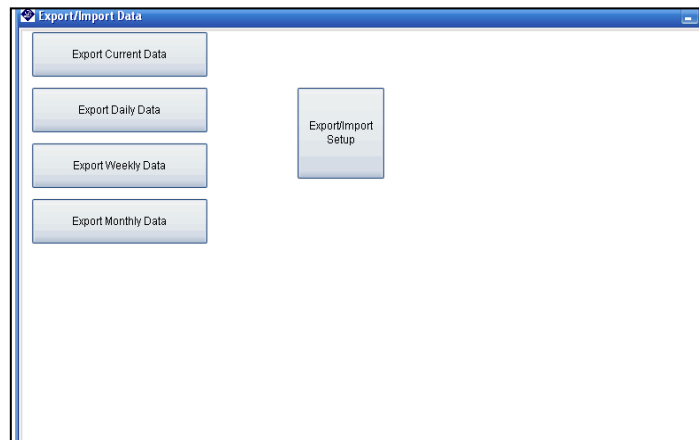 Export/Import Data
Export Current Data
Export Daily Data
Export/Import
Setup
Export Weekly Data
Export Monthly Data